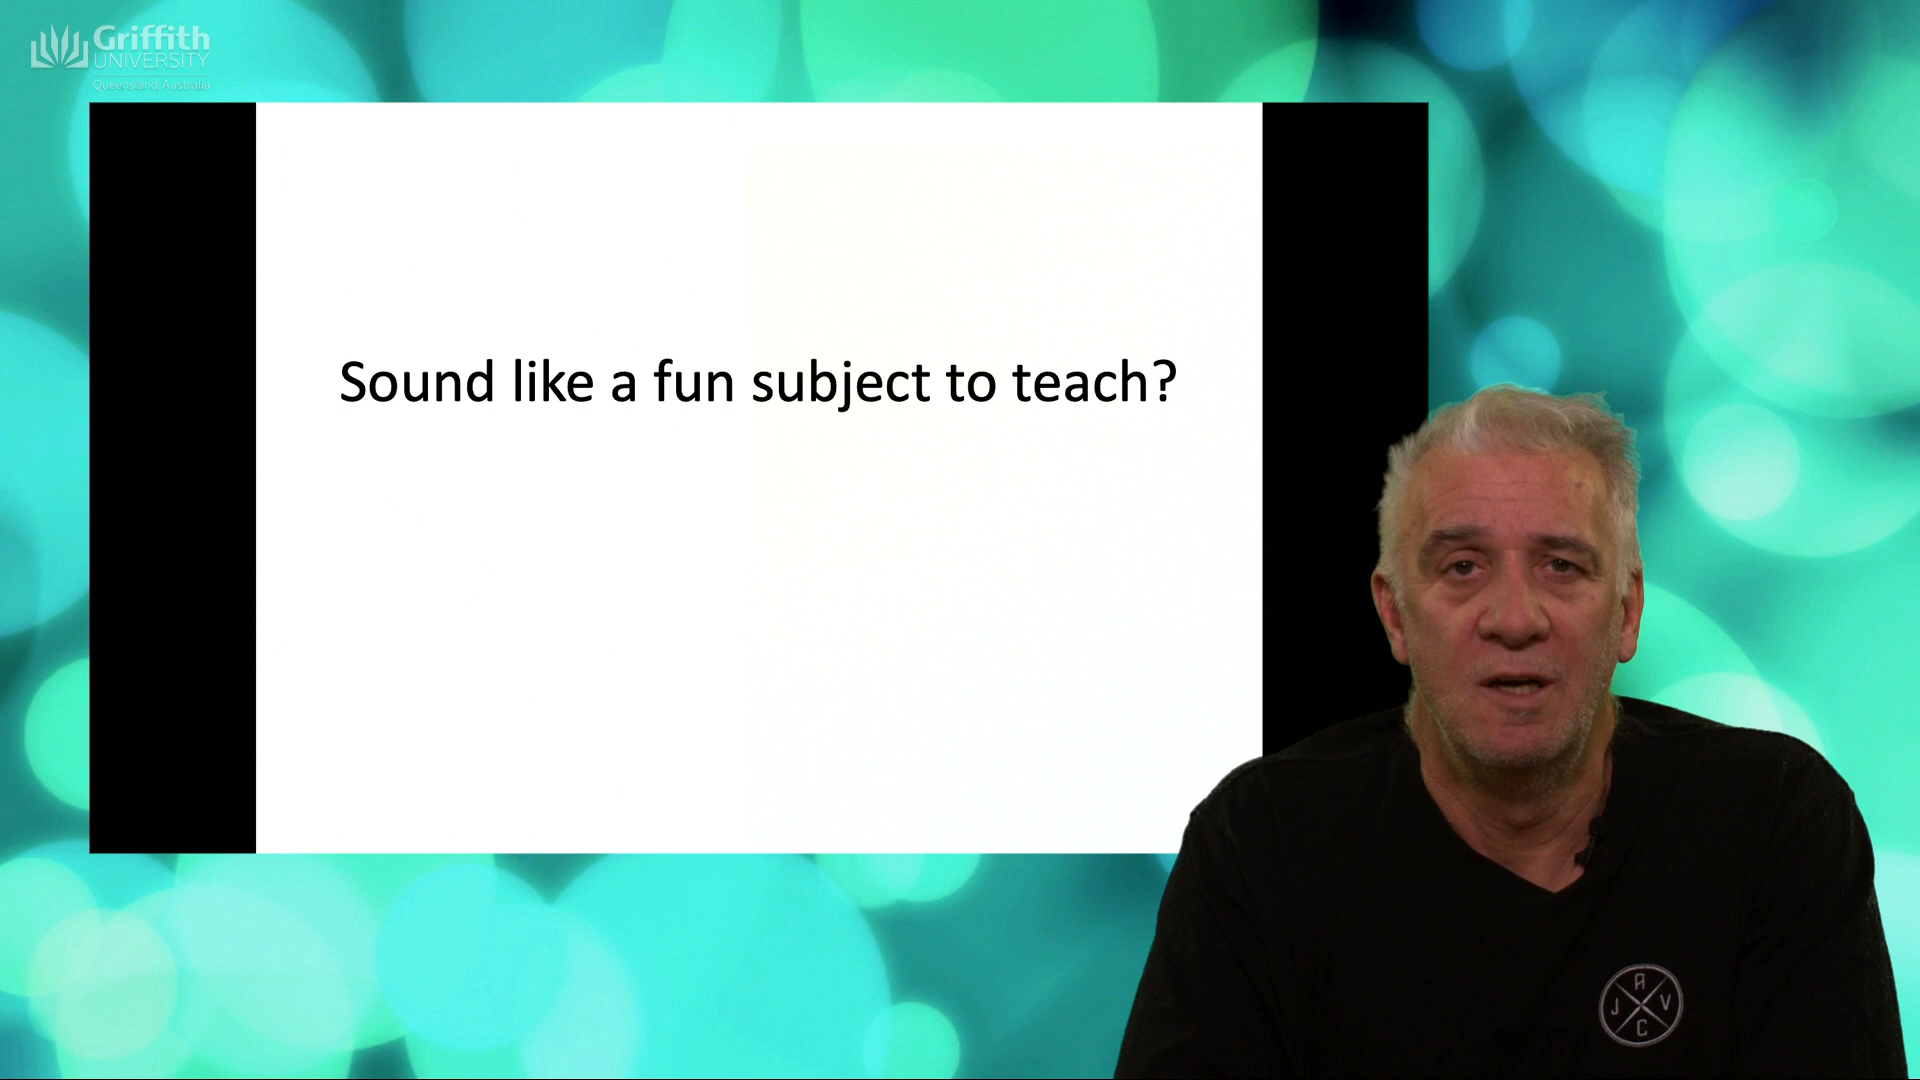 Griffith
UNIVERSITY
Queensland, Australia
Sound like a fun subject to teach?
A
J V
C